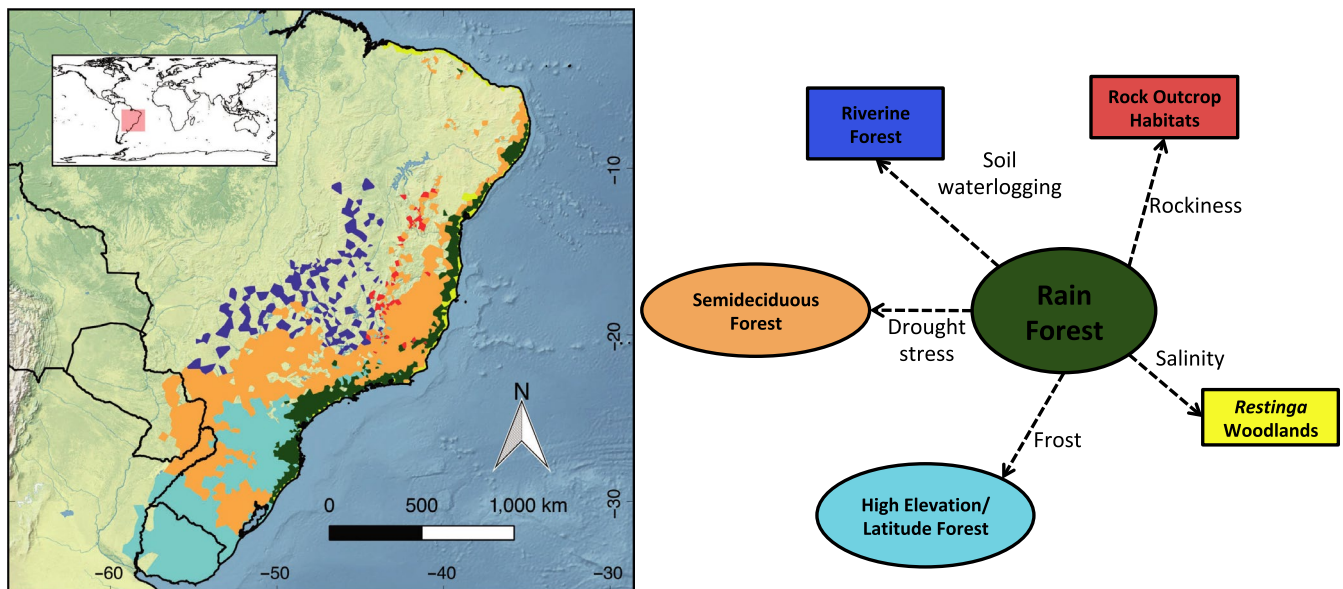 −10
−20
−30
N
0 500 1,000 km
−60 −50 −40 −30
Riverine
Forest
Rock Outcrop
Habitats
Soil
waterlogging
Rockiness
Semideciduous
Forest
Drought
stress
Rain
Forest
Salinity
Restinga
Woodlands
Frost
High Elevation/
Latitude Forest